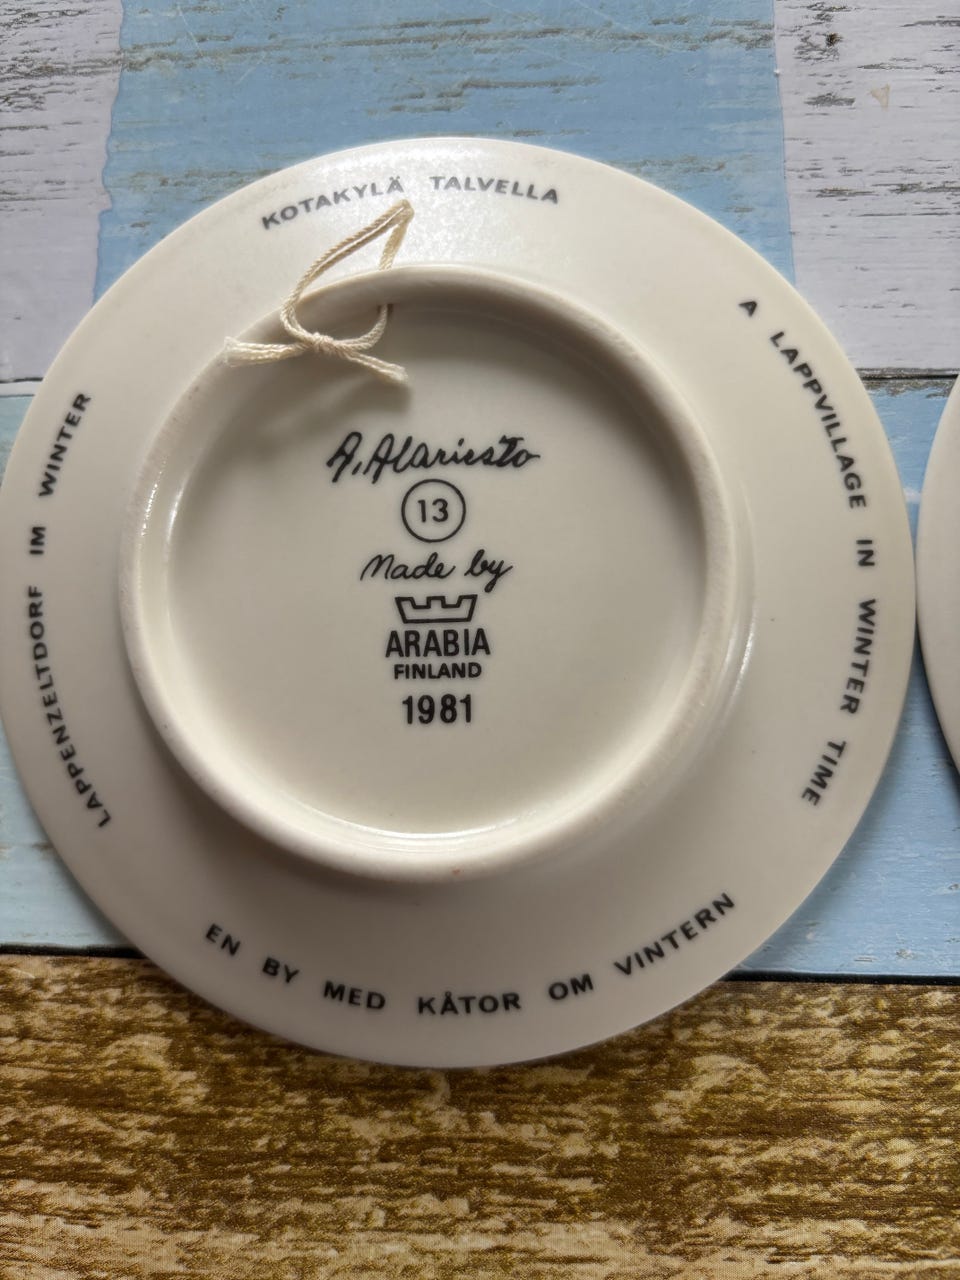 KOTAKYLÄ TALVELLA
A LAPPVILLAGE IN WINTER TIME
EN BY MED KÅTOR OM VINTERN
LAPPENZELTDORF IM WINTER
A. Alariesto
13
Made by
ARABIA
FINLAND
1981